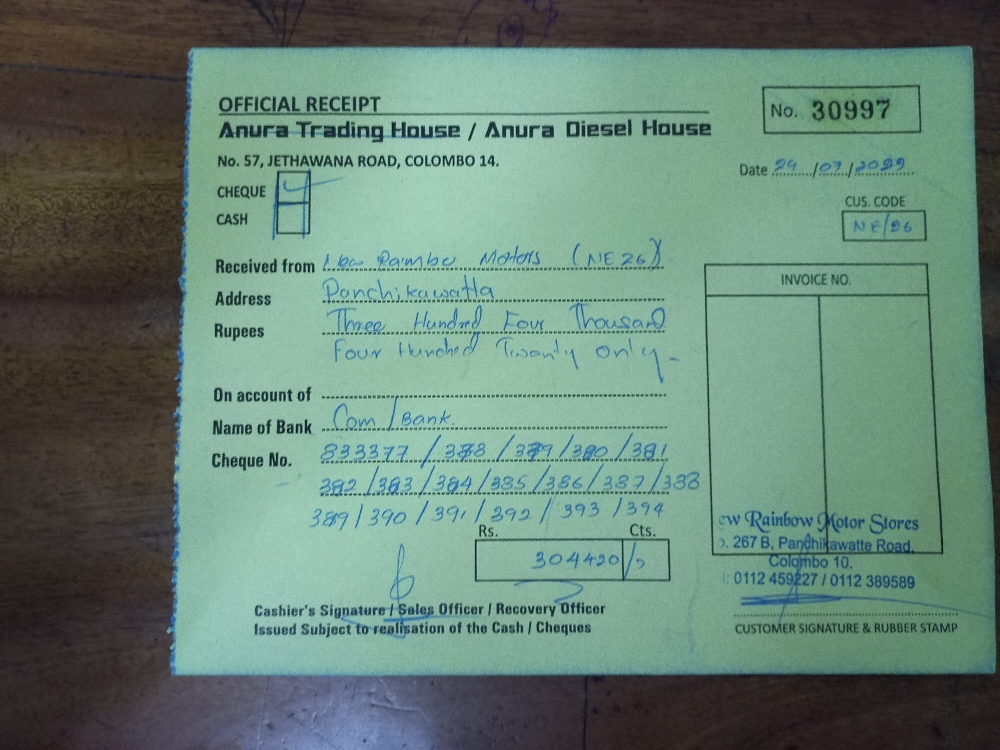 OFFICIAL RECEIPT
No. 30997
Anura Trading House / Anura Diesel House
No. 57, JETHAWANA ROAD, COLOMBO 14.
Date 29/07/2029
CHEQUE
CASH
CUS. CODE
NE/26
Received from New Raimbo Motors (NE 26)
Address Panchikawatta
INVOICE NO.
Rupees Three Hundred Four Thousand
Four Hundred Twenty only -
On account of
Name of Bank Com/Bank.
Cheque No. 833377 / 378 / 379 / 380 / 381
382 / 383 / 384 / 385 / 386 / 387 / 388
389 / 390 / 391 / 392 / 393 / 394
Rs. Cts.
304420/-
ew Rainbow Motor Stores
o. 267 B, Panchikawatte Road,
Colombo 10.
: 0112 459227 / 0112 389589
Cashier's Signature / Sales Officer / Recovery Officer
Issued Subject to realisation of the Cash / Cheques
CUSTOMER SIGNATURE & RUBBER STAMP